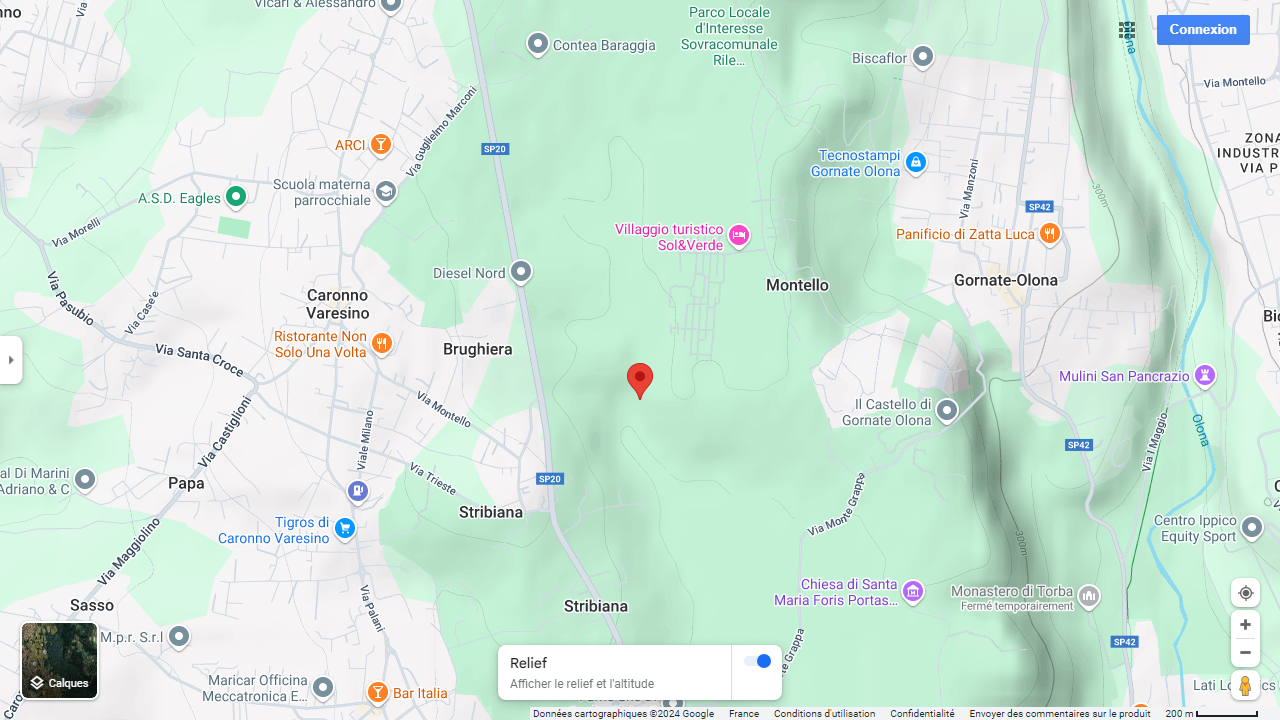 Vicari & Alessandro
Parco Locale
d'Interesse
Sovracomunale
Rile...
Contea Baraggia
Biscaflor
Olona
Connexion
Via Montello
ZONA
INDUSTR
VIA P
Via Guglielmo Marconi
ARCI
SP20
Tecnostampi
Gornate Olona
Via Manzoni
300m
Scuola materna
parrocchiale
A.S.D. Eagles
SP42
Via Morelli
Villaggio turistico
Sol&Verde
Panificio di Zatta Luca
Diesel Nord
Montello
Gornate-Olona
Via Pasubio
Via Case'e
Caronno
Varesino
Ristorante Non
Solo Una Volta
Brughiera
Via Santa Croce
Mulini San Pancrazio
Via Montello
Il Castello di
Gornate Olona
Via Castiglioni
Viale Milano
Via I Maggio
Olona
SP42
al Di Marini
Adriano & C
Papa
Via Trieste
SP20
Via Monte Grappa
Stribiana
Tigros di
Caronno Varesino
Centro Ippico
Equity Sport
300m
Via Maggiolino
Chiesa di Santa
Maria Foris Portas...
Monastero di Torba
Fermé temporairement
Sasso
Via Palani
Stribiana
M.p.r. S.r.l
SP42
Relief
Afficher le relief et l'altitude
Calques
Maricar Officina
Meccatronica E...
Bar Italia
Lati Lo
Données cartographiques ©2024 Google
France
Conditions d'utilisation
Confidentialité
Envoyer des commentaires sur le produit
200 m